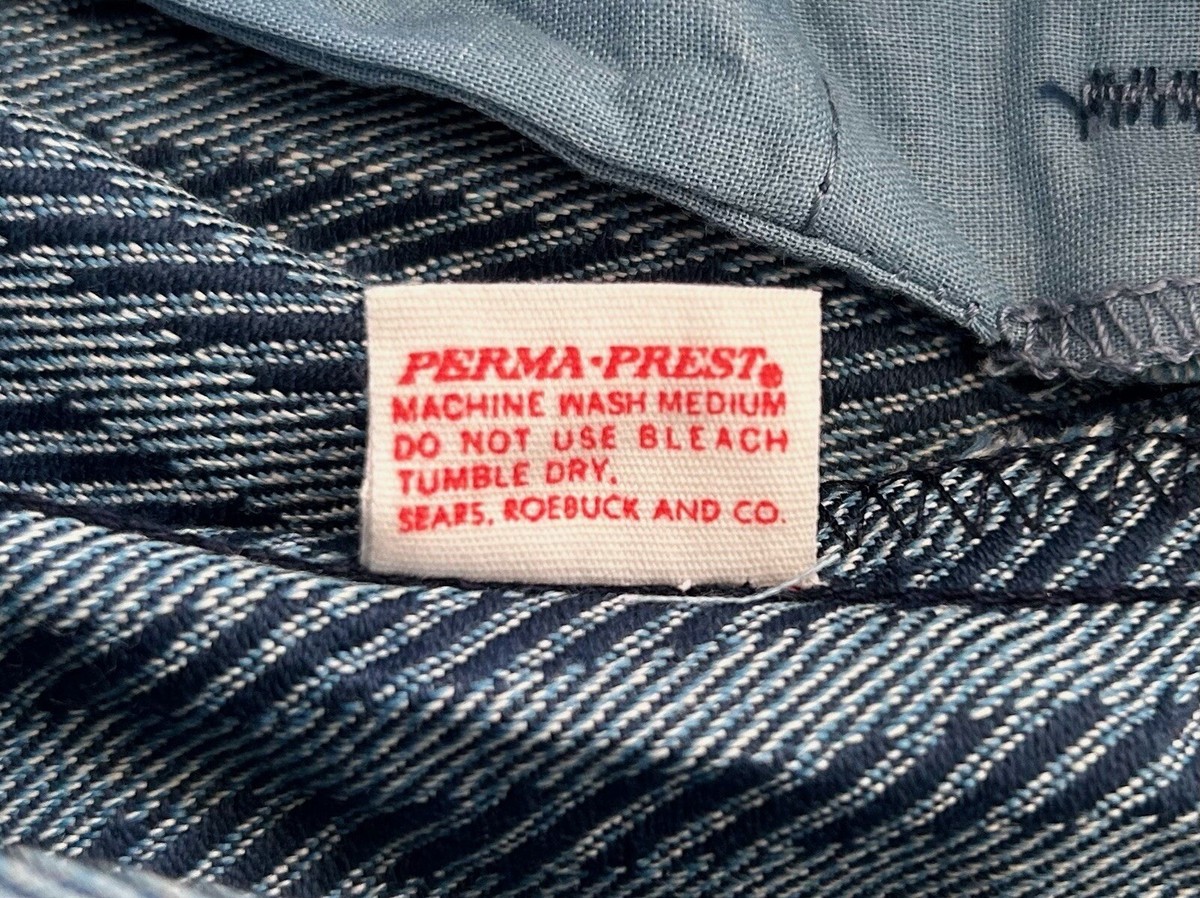 PERMA-PREST®
MACHINE WASH MEDIUM
DO NOT USE BLEACH
TUMBLE DRY.
SEARS, ROEBUCK AND CO.